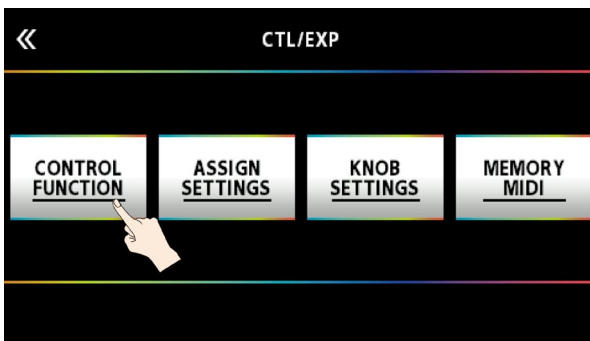 CTL/EXP
CONTROL
FUNCTION
ASSIGN
SETTINGS
KNOB
SETTINGS
MEMORY
MIDI